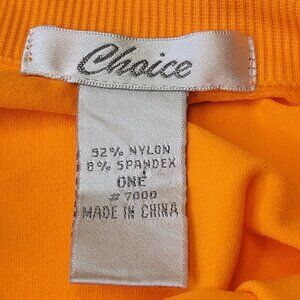 Choice
92% NYLON
8% SPANDEX
ONE
#7000
MADE IN CHINA